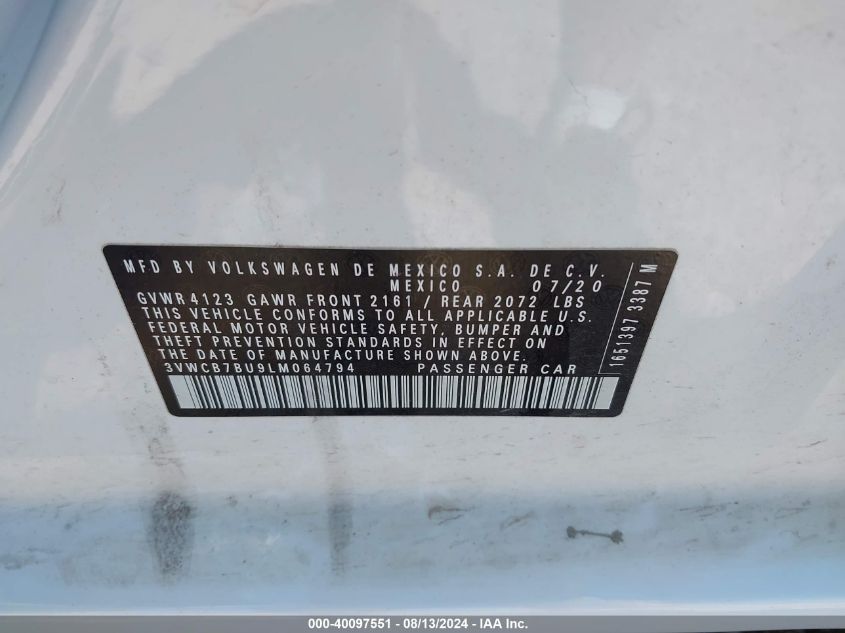 MFD BY VOLKSWAGEN DE MEXICO S.A. DE C.V.
MEXICO 07/20
GVWR 4123 GAWR FRONT 2161 / REAR 2072 LBS
THIS VEHICLE CONFORMS TO ALL APPLICABLE U.S.
FEDERAL MOTOR VEHICLE SAFETY, BUMPER AND
THEFT PREVENTION STANDARDS IN EFFECT ON
THE DATE OF MANUFACTURE SHOWN ABOVE.
3VWCB7BU9LM064794 PASSENGER CAR
1651397 3387 M
000-40097551 - 08/13/2024 - IAA Inc.